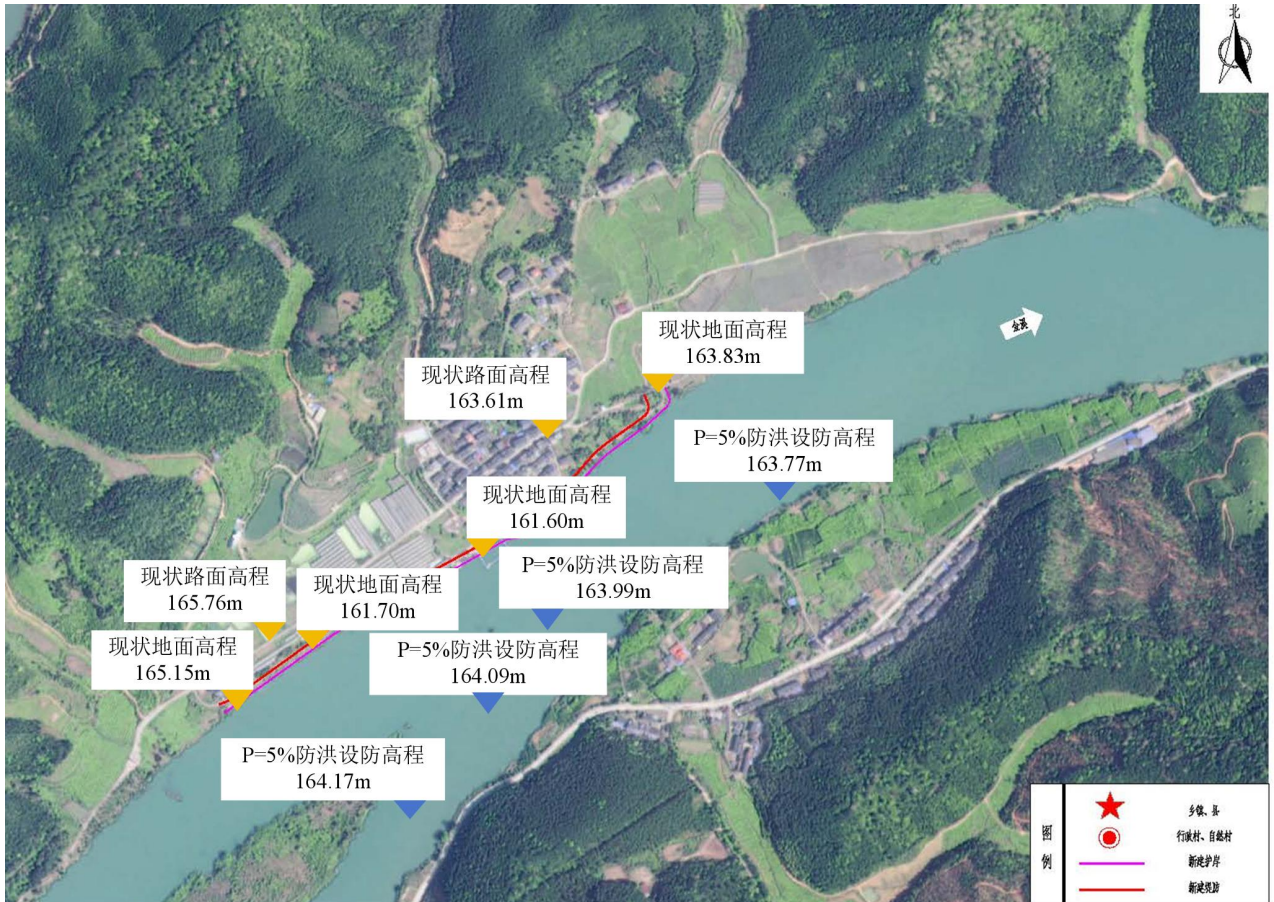 北
现状地面高程
163.83m
现状路面高程
163.61m
P=5%防洪设防高程
163.77m
现状地面高程
161.60m
P=5%防洪设防高程
163.99m
现状路面高程
165.76m
现状地面高程
161.70m
现状地面高程
165.15m
P=5%防洪设防高程
164.09m
P=5%防洪设防高程
164.17m
金溪
图例
乡镇、县
行政村、自然村
新建护岸
新建堤防